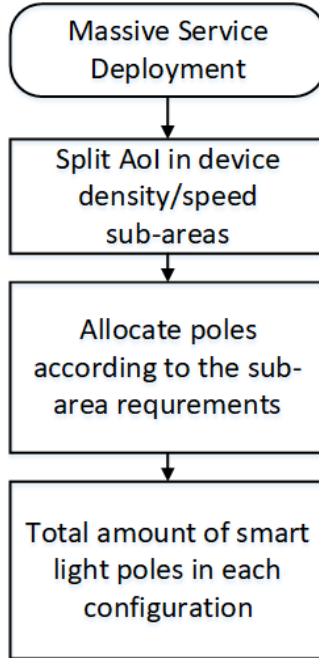 Massive Service
Deployment
Split AoI in device
density/speed
sub-areas
Allocate poles
according to the sub-
area requrements
Total amount of smart
light poles in each
configuration